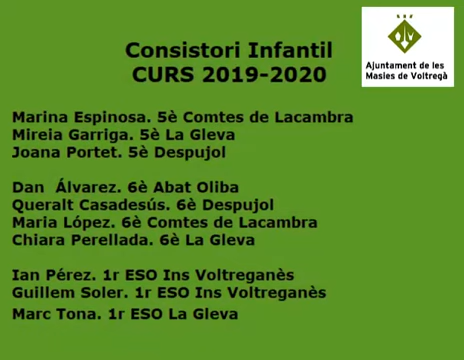 Consistori Infantil
CURS 2019-2020
Ajuntament de les
Masies de Voltregà
Marina Espinosa. 5è Comtes de Lacambra
Mireia Garriga. 5è La Gleva
Joana Portet. 5è Despujol
Dan Álvarez. 6è Abat Oliba
Queralt Casadesús. 6è Despujol
Maria López. 6è Comtes de Lacambra
Chiara Perellada. 6è La Gleva
Ian Pérez. 1r ESO Ins Voltreganès
Guillem Soler. 1r ESO Ins Voltreganès
Marc Tona. 1r ESO La Gleva